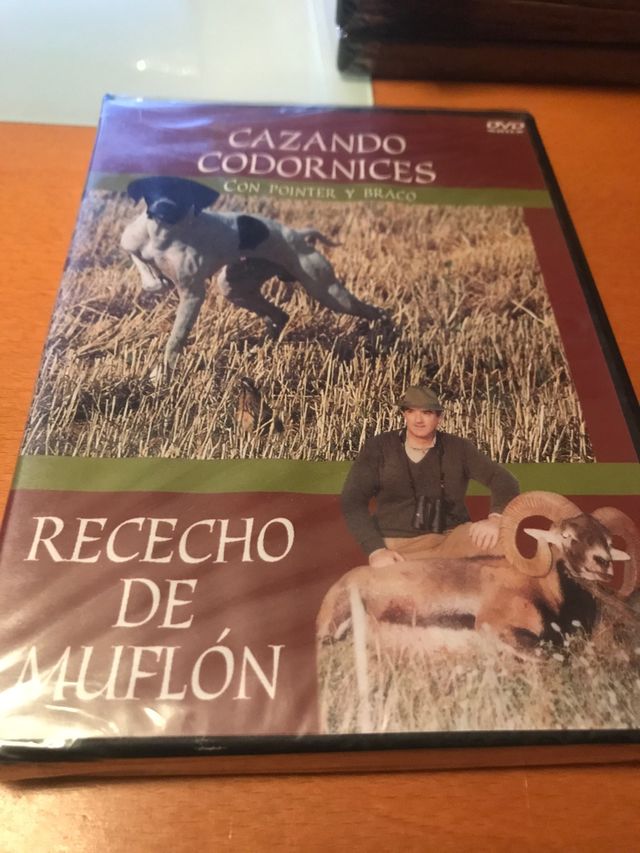 CAZANDO
CODORNICES
CON POINTER Y BRACO
DVD
RECECHO
DE
MUFLÓN